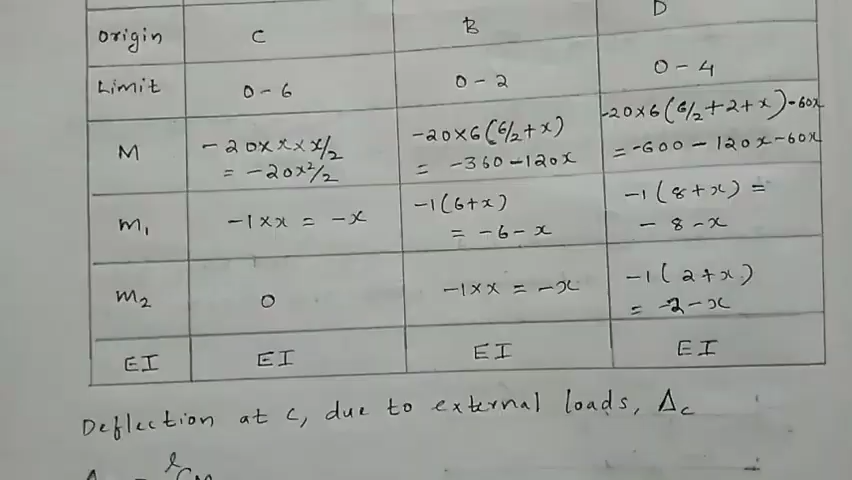 Origin C B D
Limit 0-6 0-2 0-4
M -20×x×x/2 = -20x²/2 -20×6(6/2+x) = -360-120x -20×6(6/2+2+x)-60x = -600-120x-60x
m₁ -1×x = -x -1(6+x) = -6-x -1(8+x) = -8-x
m₂ 0 -1×x = -x -1(2+x) = -2-x
EI EI EI EI
Deflection at C, due to external loads, Δc